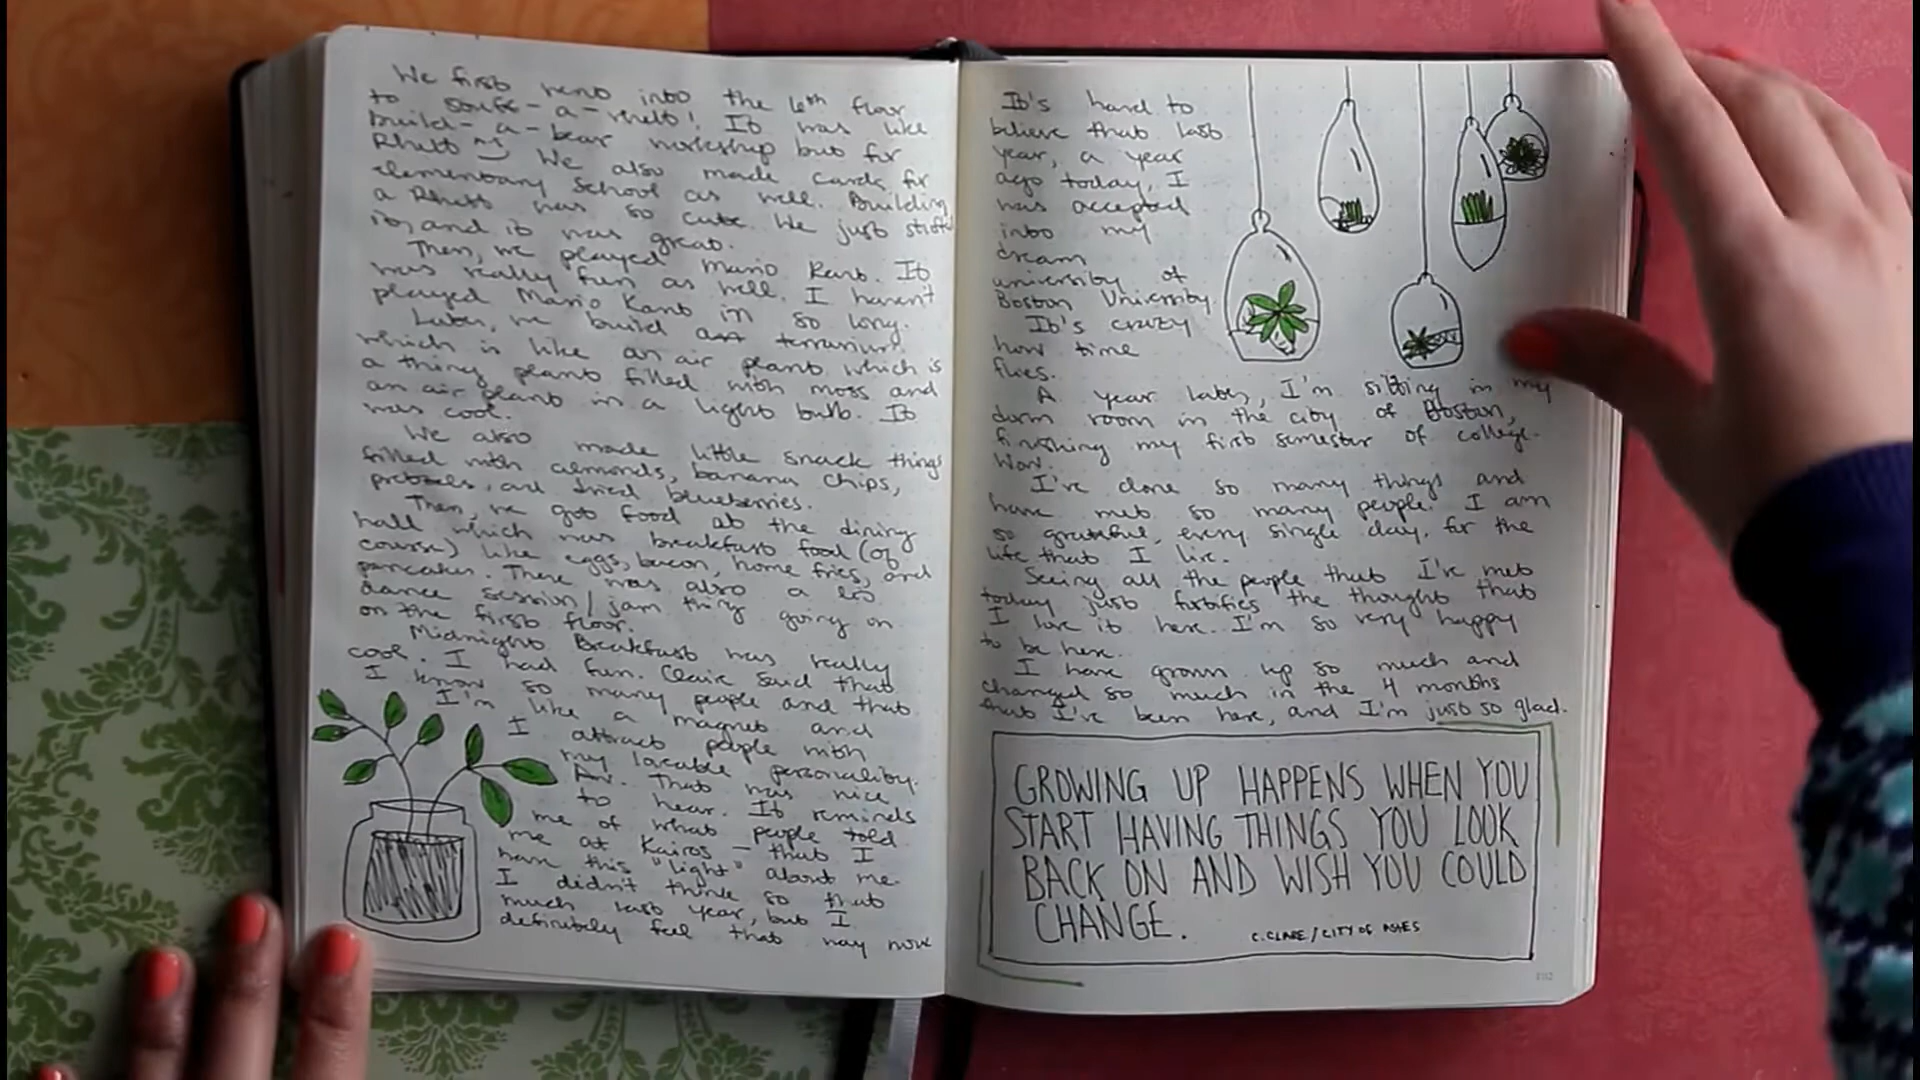 We first went into the 6th floor
to stuff-a-rhett! It was like
build-a-bear workshop but for
Rhett :) We also made cards for
elementary school as well. Building
a Rhett was so cute. We just stuffed
it, and it was great.
Then, we played Mario Kart. It
was really fun as well. I haven't
played Mario Kart in so long.
Later, we build a terrarium
which is like an air plant which is
a thing plant filled with moss and
an air plant in a light bulb. It
was cool.
We also made little snack things
filled with almonds, banana chips,
pretzels, and dried blueberries.
Then, we got food at the dining
hall which was breakfast food (of
course) like eggs, bacon, home fries, and
pancakes. There was also a
dance session/jam thing going on
on the first floor.
Midnight Breakfast was really
cool. I had fun. Claire said that
I know so many people and that
I'm like a magnet and
I attract people with
my lovable personality.
Aw. That was nice
to hear. It reminds
me of what people told
me at Kairos - that I
have this "light" about me.
I didn't think so that
much last year, but I
definitely feel that way now
It's hard to
believe that last
year, a year
ago today, I
was accepted
into my
dream
university of
Boston University.
It's crazy
how time
flies.
A year later, I'm sitting in my
dorm room in the city of Boston,
finishing my first semester of college.
Wow.
I've done so many things and
have met so many people. I am
so grateful, every single day, for the
life that I live.
Seeing all the people that I've met
today just fortifies the thought that
I love it here. I'm so very happy
to be here.
I have grown up so much and
changed so much in the 4 months
that I've been here, and I'm just so glad.
GROWING UP HAPPENS WHEN YOU
START HAVING THINGS YOU LOOK
BACK ON AND WISH YOU COULD
CHANGE.
C.CLARE/CITY OF ASHES